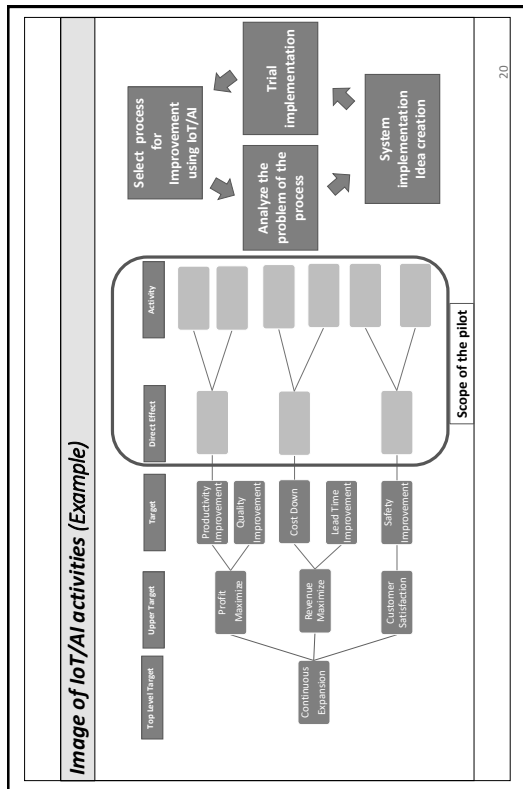 Image of IoT/AI activities (Example)
Top Level Target
Upper Target
Target
Direct Effect
Activity
Continuous
Expansion
Profit
Maximize
Revenue
Maximize
Customer
Satisfaction
Productivity
Improvement
Quality
Improvement
Cost Down
Lead Time
Improvement
Safety
Improvement
Scope of the pilot
Select process
for
Improvement
using IoT/AI
Analyze the
problem of the
process
Trial
implementation
System
implementation
Idea creation
20